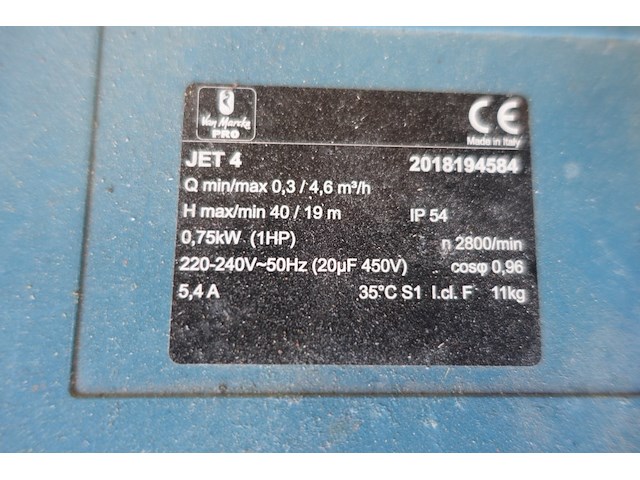 Van Marcke
PRO
CE
Made in Italy
JET 4 2018194584
Q min/max 0,3 / 4,6 m³/h
H max/min 40 / 19 m IP 54
0,75kW (1HP) n 2800/min
220-240V~50Hz (20µF 450V) cosφ 0,96
5,4 A 35°C S1 I.cl. F 11kg